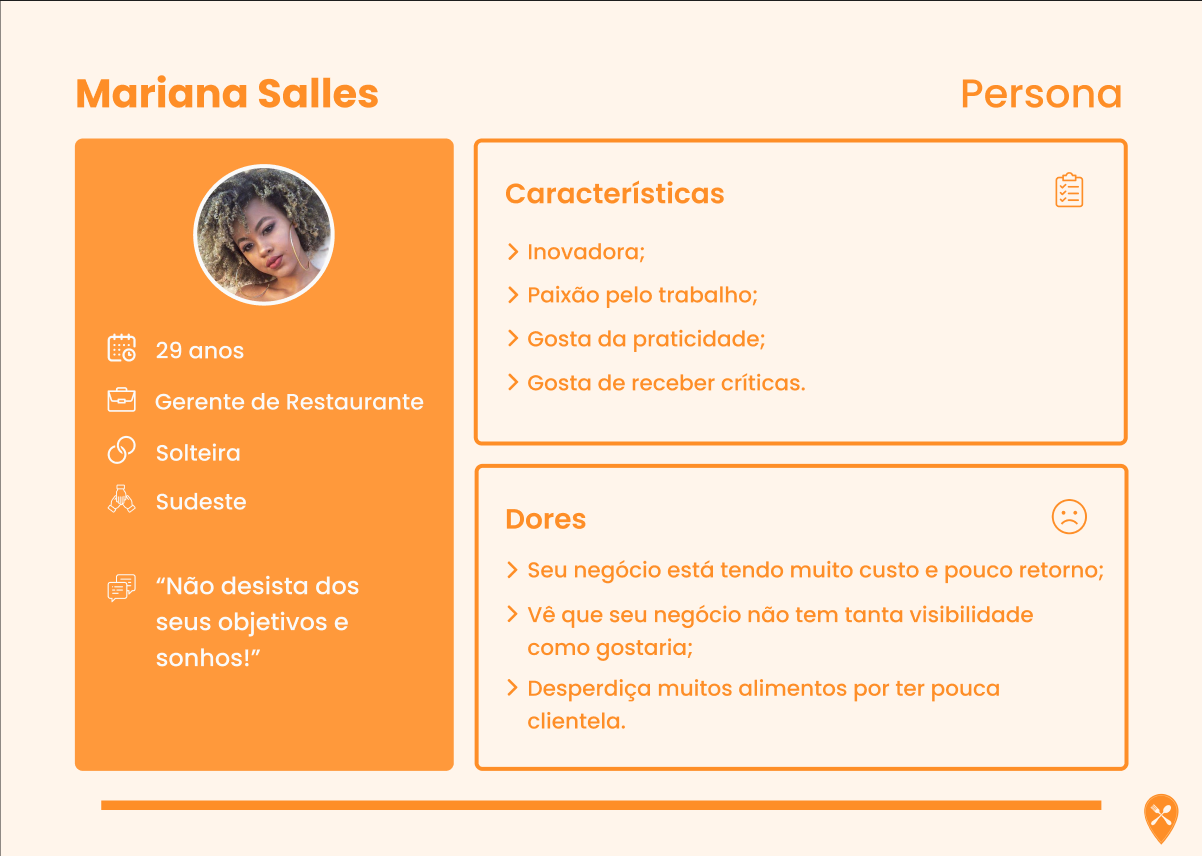 Mariana Salles
Persona
29 anos
Gerente de Restaurante
Solteira
Sudeste
“Não desista dos
seus objetivos e
sonhos!”
Características
Inovadora;
Paixão pelo trabalho;
Gosta da praticidade;
Gosta de receber críticas.
Dores
Seu negócio está tendo muito custo e pouco retorno;
Vê que seu negócio não tem tanta visibilidade
como gostaria;
Desperdiça muitos alimentos por ter pouca
clientela.